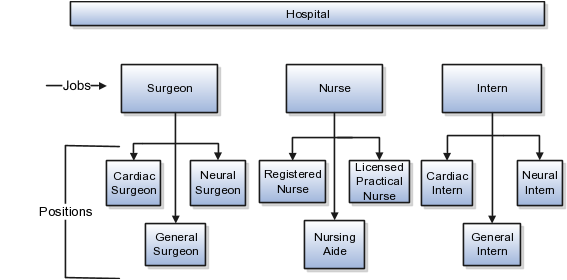 Hospital
Jobs
Surgeon
Nurse
Intern
Positions
Cardiac
Surgeon
Neural
Surgeon
Registered
Nurse
Licensed
Practical
Nurse
Cardiac
Intern
Neural
Intern
General
Surgeon
Nursing
Aide
General
Intern